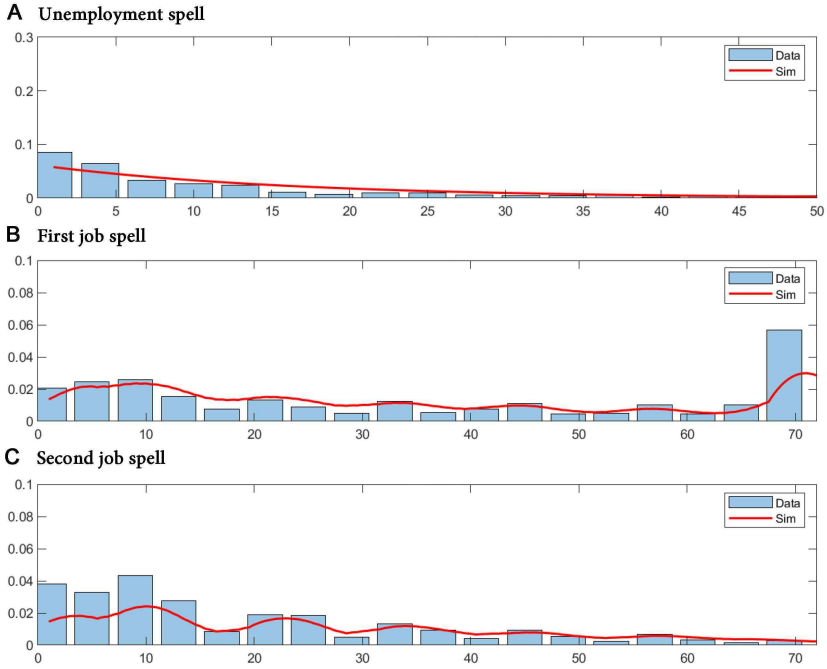 A Unemployment spell
0.3
0.2
0.1
0
0 5 10 15 20 25 30 35 40 45 50
Data
Sim
B First job spell
0.1
0.08
0.06
0.04
0.02
0
0 10 20 30 40 50 60 70
Data
Sim
C Second job spell
0.1
0.08
0.06
0.04
0.02
0
0 10 20 30 40 50 60 70
Data
Sim